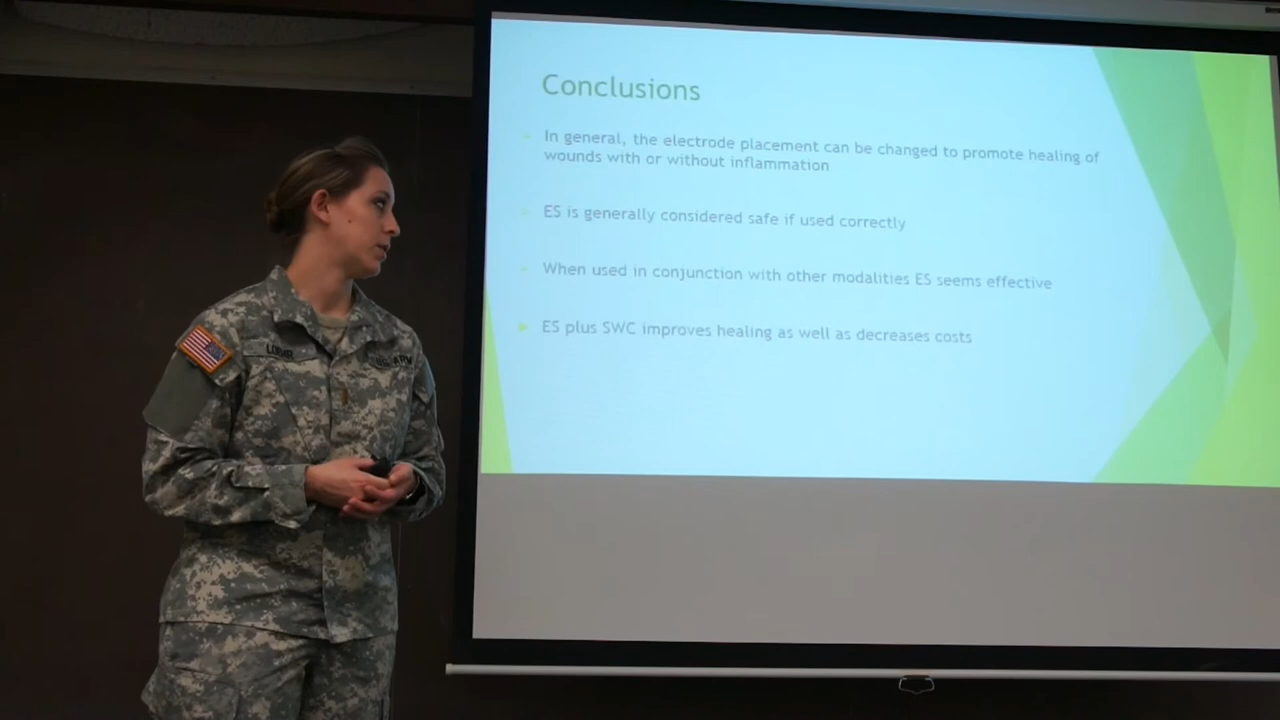 Conclusions
In general, the electrode placement can be changed to promote healing of
wounds with or without inflammation
ES is generally considered safe if used correctly
When used in conjunction with other modalities ES seems effective
ES plus SWC improves healing as well as decreases costs
U.S. ARMY